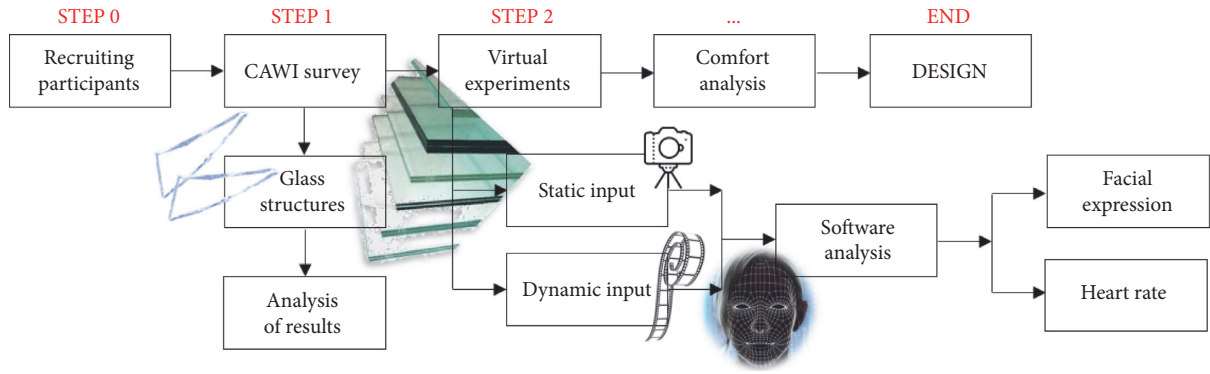 STEP 0
STEP 1
STEP 2
...
END
Recruiting
participants
CAWI survey
Virtual
experiments
Comfort
analysis
DESIGN
Glass
structures
Static input
Facial
expression
Software
analysis
Analysis
of results
Dynamic input
Heart rate